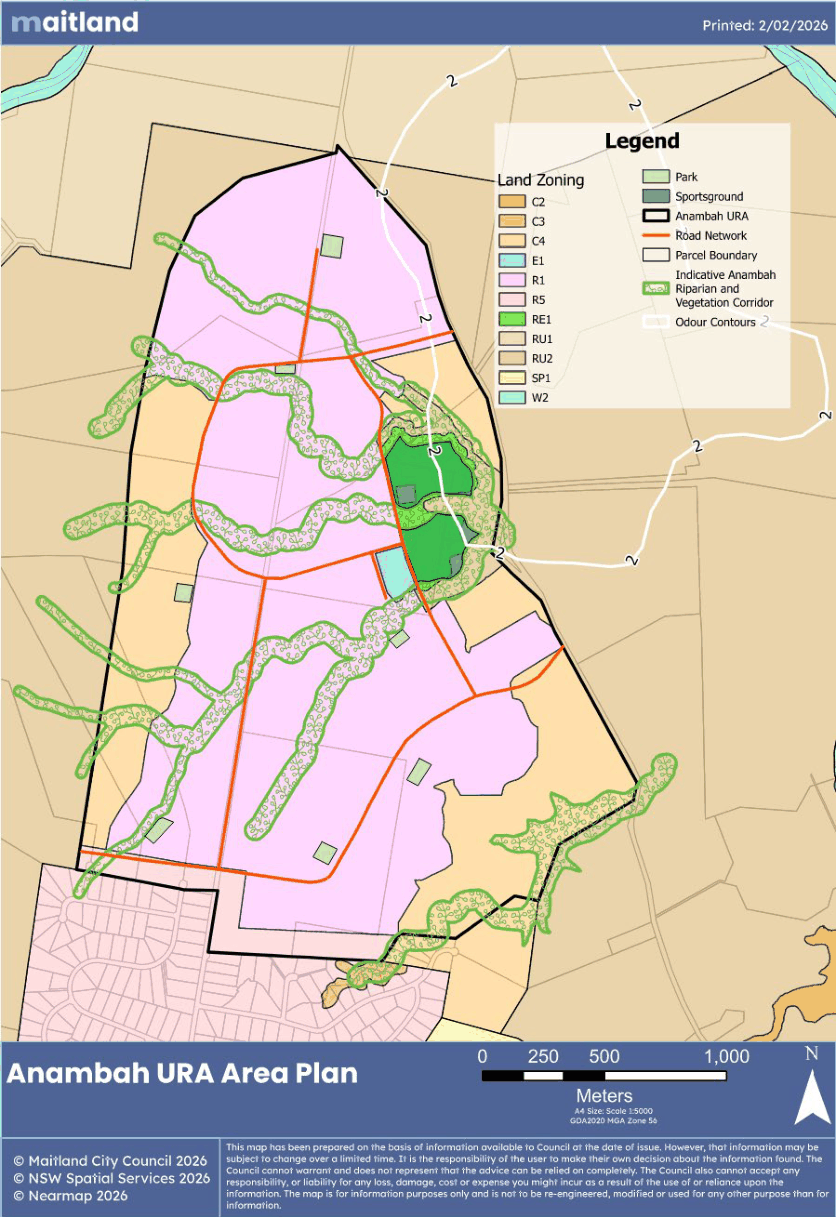 maitland
Printed: 2/02/2026
2
2
2
2
2
2
2
2
2
2
Legend
Land Zoning
C2
C3
C4
E1
R1
R5
RE1
RU1
RU2
SP1
W2
Park
Sportsground
Anambah URA
Road Network
Parcel Boundary
Indicative Anambah
Riparian and
Vegetation Corridor
Odour Contours
Anambah URA Area Plan
0 250 500 1,000
Meters
A4 Size: Scale 1:5000
GDA2020 MGA Zone 56
N
© Maitland City Council 2026
© NSW Spatial Services 2026
© Nearmap 2026
This map has been prepared on the basis of information available to Council at the date of issue. However, that information may be
subject to change over a limited time. It is the responsibility of the user to make their own decision about the information found. The
Council cannot warrant and does not represent that the advice can be relied on completely. The Council also cannot accept any
responsibility, or liability for any loss, damage, cost or expense you might incur as a result of the use of or reliance upon the
information. The map is for information purposes only and is not to be re-engineered, modified or used for any other purpose than for
information.